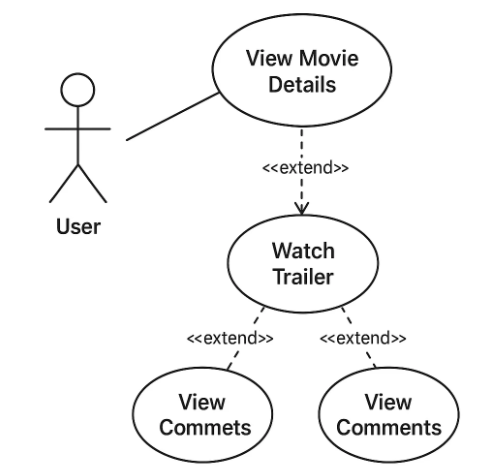 View Movie
Details
<<extend>>
User
Watch
Trailer
<<extend>>
<<extend>>
View
Commets
View
Comments